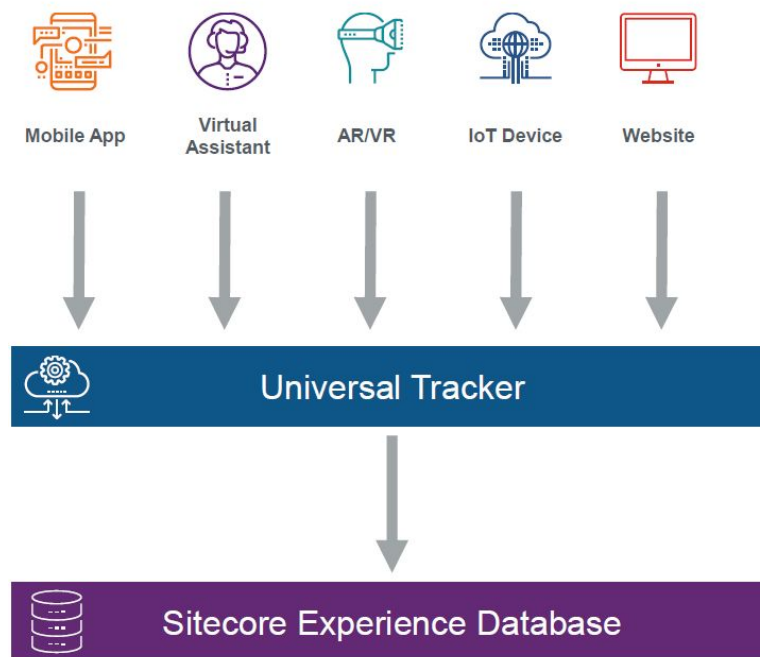 Mobile App
Virtual
Assistant
AR/VR
IoT Device
Website
Universal Tracker
Sitecore Experience Database